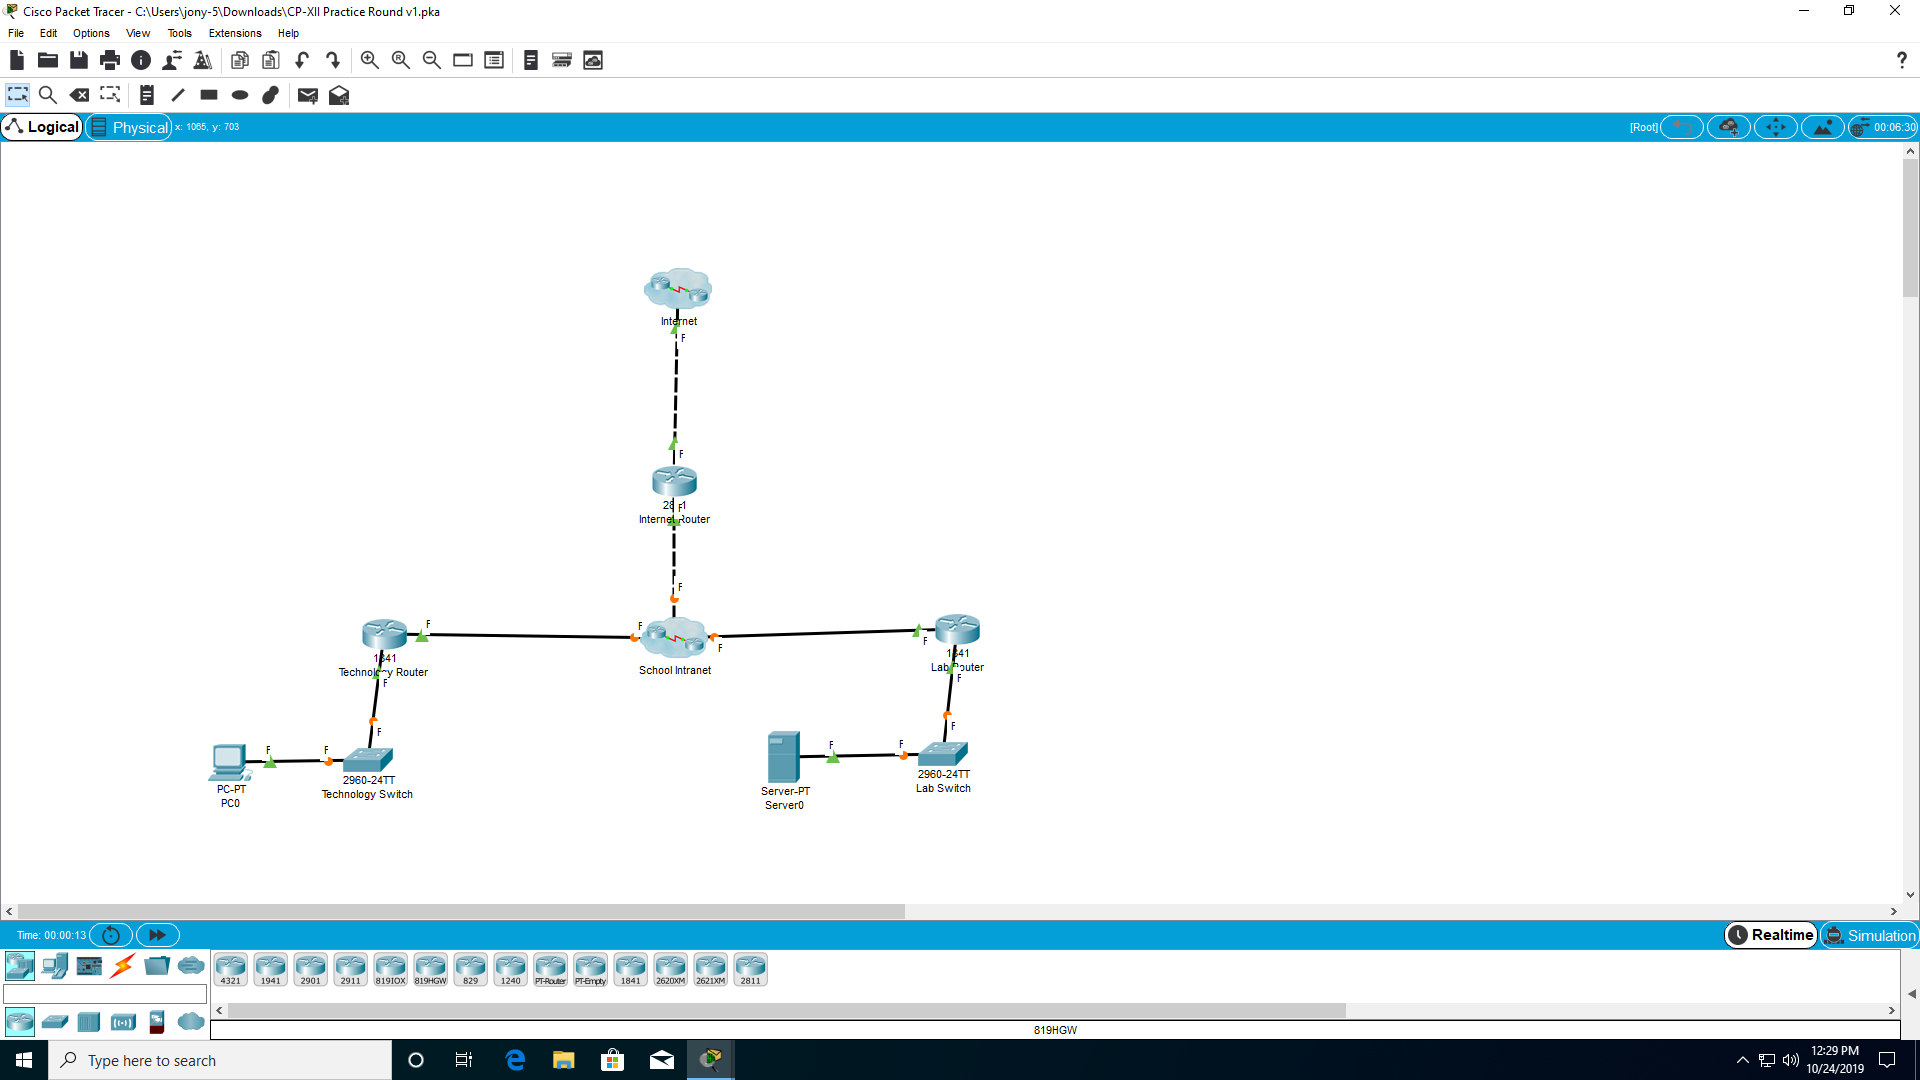 Cisco Packet Tracer - C:\Users\jony-5\Downloads\CP-XII Practice Round v1.pka
File Edit Options View Tools Extensions Help
Logical Physical x: 1065, y: 703 [Root] 00:06:30
Internet
F
F
F
Internet Router
F
F F F F
School Intranet
1841
Technology Router
1841
Lab Router
F F
F F
F F F F
PC-PT
PC0
2960-24TT
Technology Switch
Server-PT
Server0
2960-24TT
Lab Switch
Time: 00:00:13 Realtime Simulation
4321 1941 2901 2911 819IOX 819HGW 829 1240 PT-Router PT-Empty 1841 2620XM 2621XM 2811
819HGW
Type here to search
12:29 PM
10/24/2019